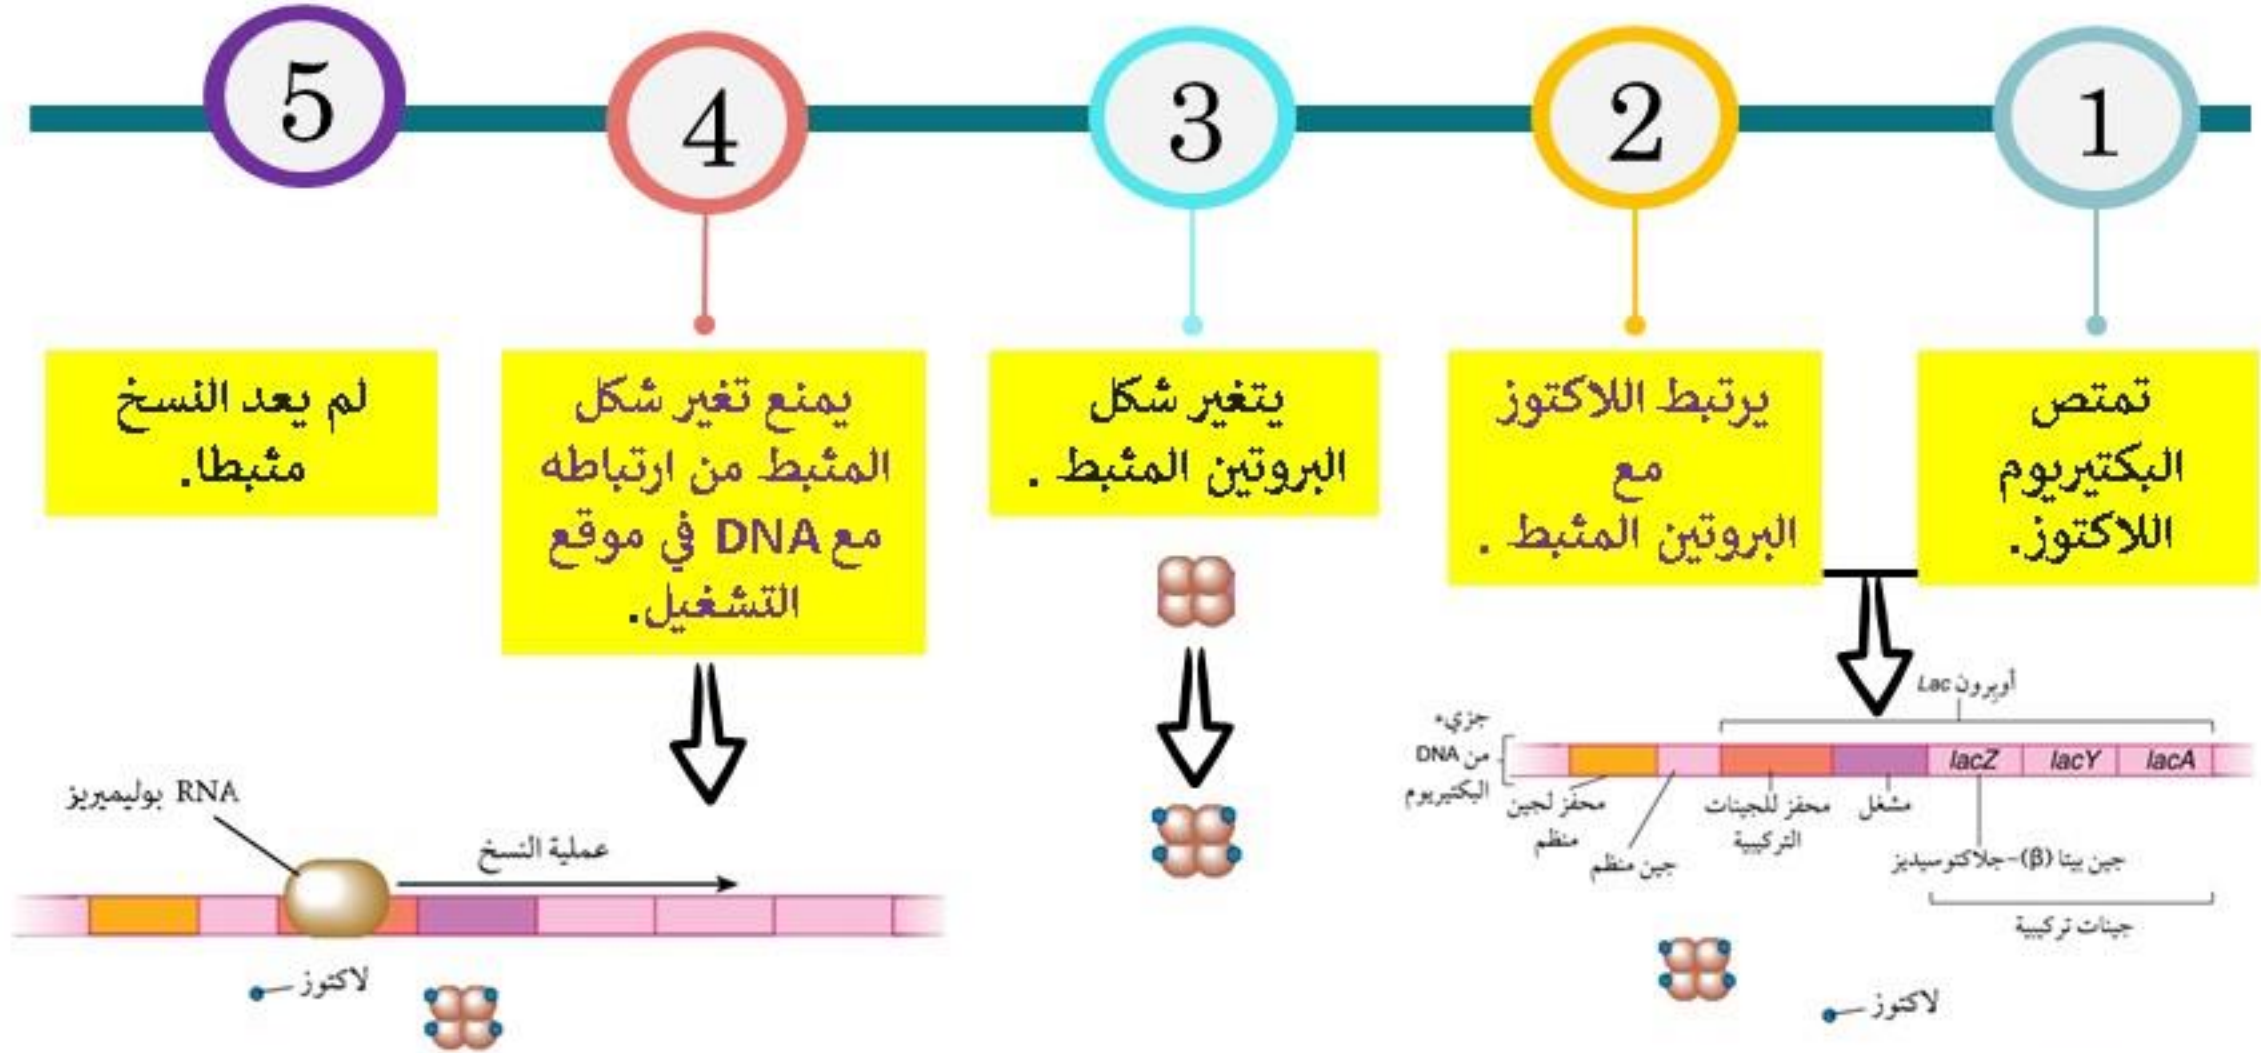 1
2
3
4
5
تمتص
البكتيريوم
اللاكتوز.
يرتبط اللاكتوز
مع
البروتين المثبط .
يتغير شكل
البروتين المثبط .
يمنع تغير شكل
المثبط من ارتباطه
مع DNA في موقع
التشغيل.
لم يعد النسخ
مثبطا.
أوبرون Lac
جزيء
من DNA
البكتيريوم
lacZ
lacY
lacA
محفز لجين
منظم
جين منظم
محفز للجينات
التركيبية
مشغل
جين بيتا (β)-جلاكتوسيديز
جينات تركيبية
لاكتوز
RNA بوليميريز
عملية النسخ
لاكتوز